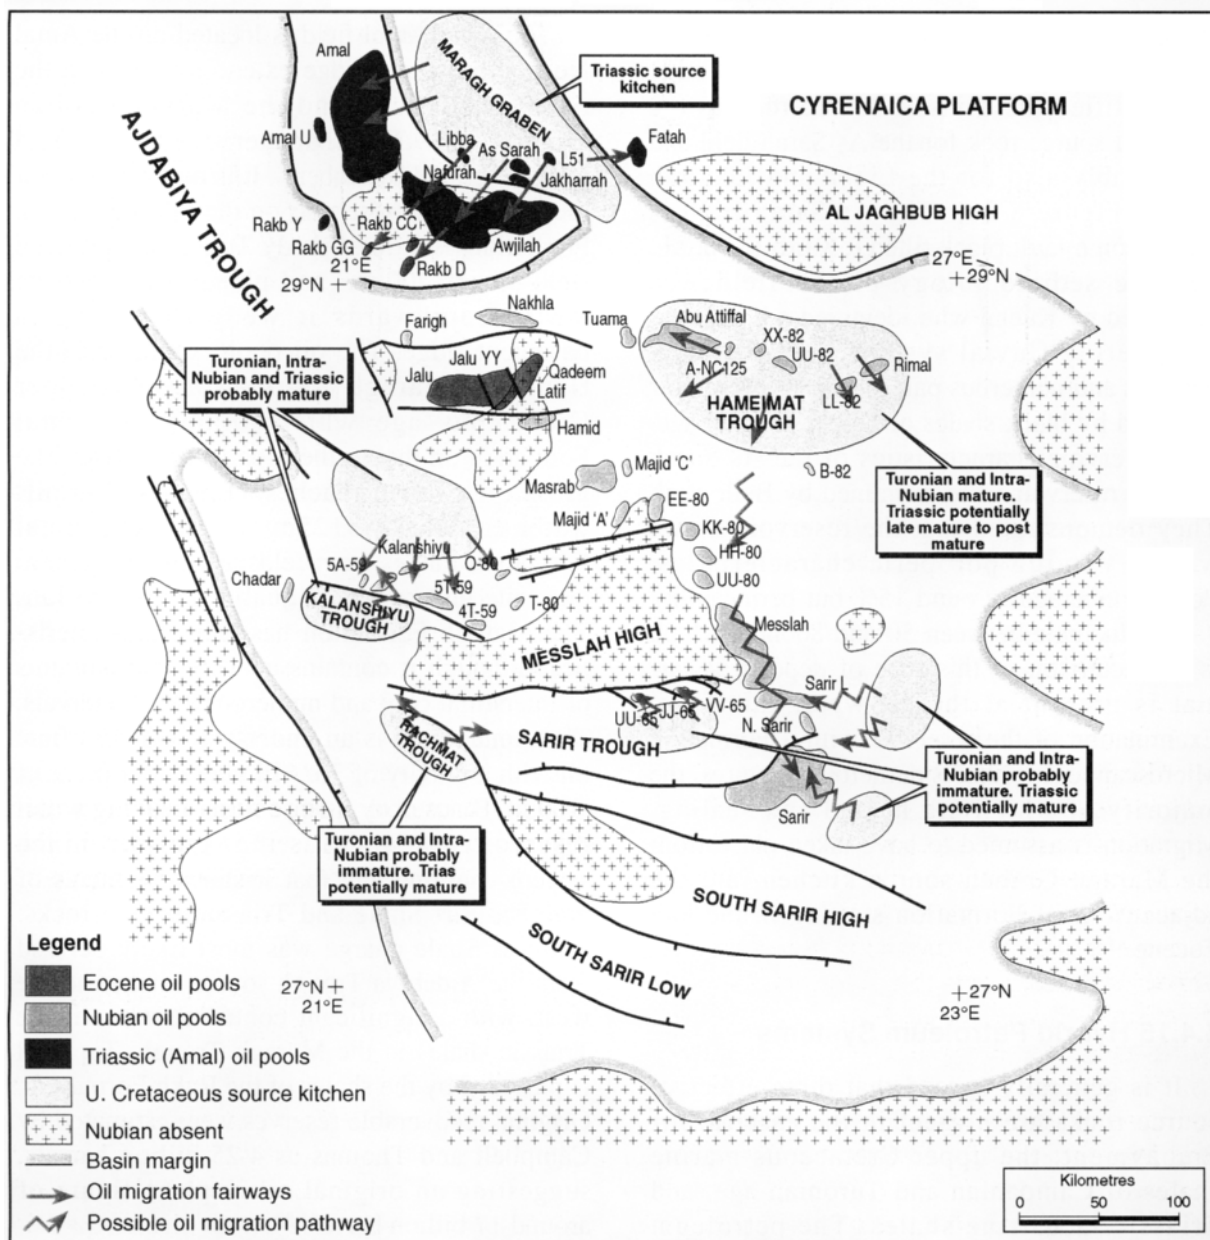 Amal
MARAGH GRABEN
Triassic source
kitchen
CYRENAICA PLATFORM
AJDABIYA TROUGH
Amal U
Libba
As Sarah
L51
Fatah
Nafurah
Jakharrah
Rakb Y
Rakb CC
Rakb GG
Awjilah
Rakb D
AL JAGHBUB HIGH
21°E
29°N +
27°E
+ 29°N
Nakhla
Farigh
Tuama
Abu Attiffal
XX-82
UU-82
Rimal
A-NC125
LL-82
HAMEIMAT
TROUGH
Turonian, Intra-
Nubian and Triassic
probably mature
Jalu YY
Jalu
Qadeem
Latif
Hamid
Majid 'C'
Masrab
B-82
EE-80
Majid 'A'
KK-80
HH-80
UU-80
Turonian and Intra-
Nubian mature.
Triassic potentially
late mature to post
mature
Kalanshiyu
5A-59
O-80
Chadar
5T-59
T-80
4T-59
KALANSHIYU
TROUGH
MESSLAH HIGH
Messlah
Sarir L
VV-65
JJ-65
UU-65
N. Sarir
RACHMAT
TROUGH
SARIR TROUGH
Sarir
Turonian and Intra-
Nubian probably
immature. Triassic
potentially mature
Turonian and Intra-
Nubian probably
immature. Trias
potentially mature
SOUTH SARIR HIGH
SOUTH SARIR LOW
27°N +
21°E
+ 27°N
23°E
Legend
Eocene oil pools
Nubian oil pools
Triassic (Amal) oil pools
U. Cretaceous source kitchen
Nubian absent
Basin margin
Oil migration fairways
Possible oil migration pathway
Kilometres
0 50 100